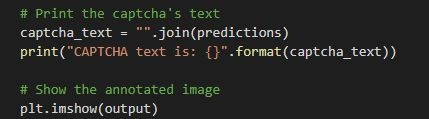 # Print the captcha's text
captcha_text = "".join(predictions)
print("CAPTCHA text is: {}".format(captcha_text))
# Show the annotated image
plt.imshow(output)